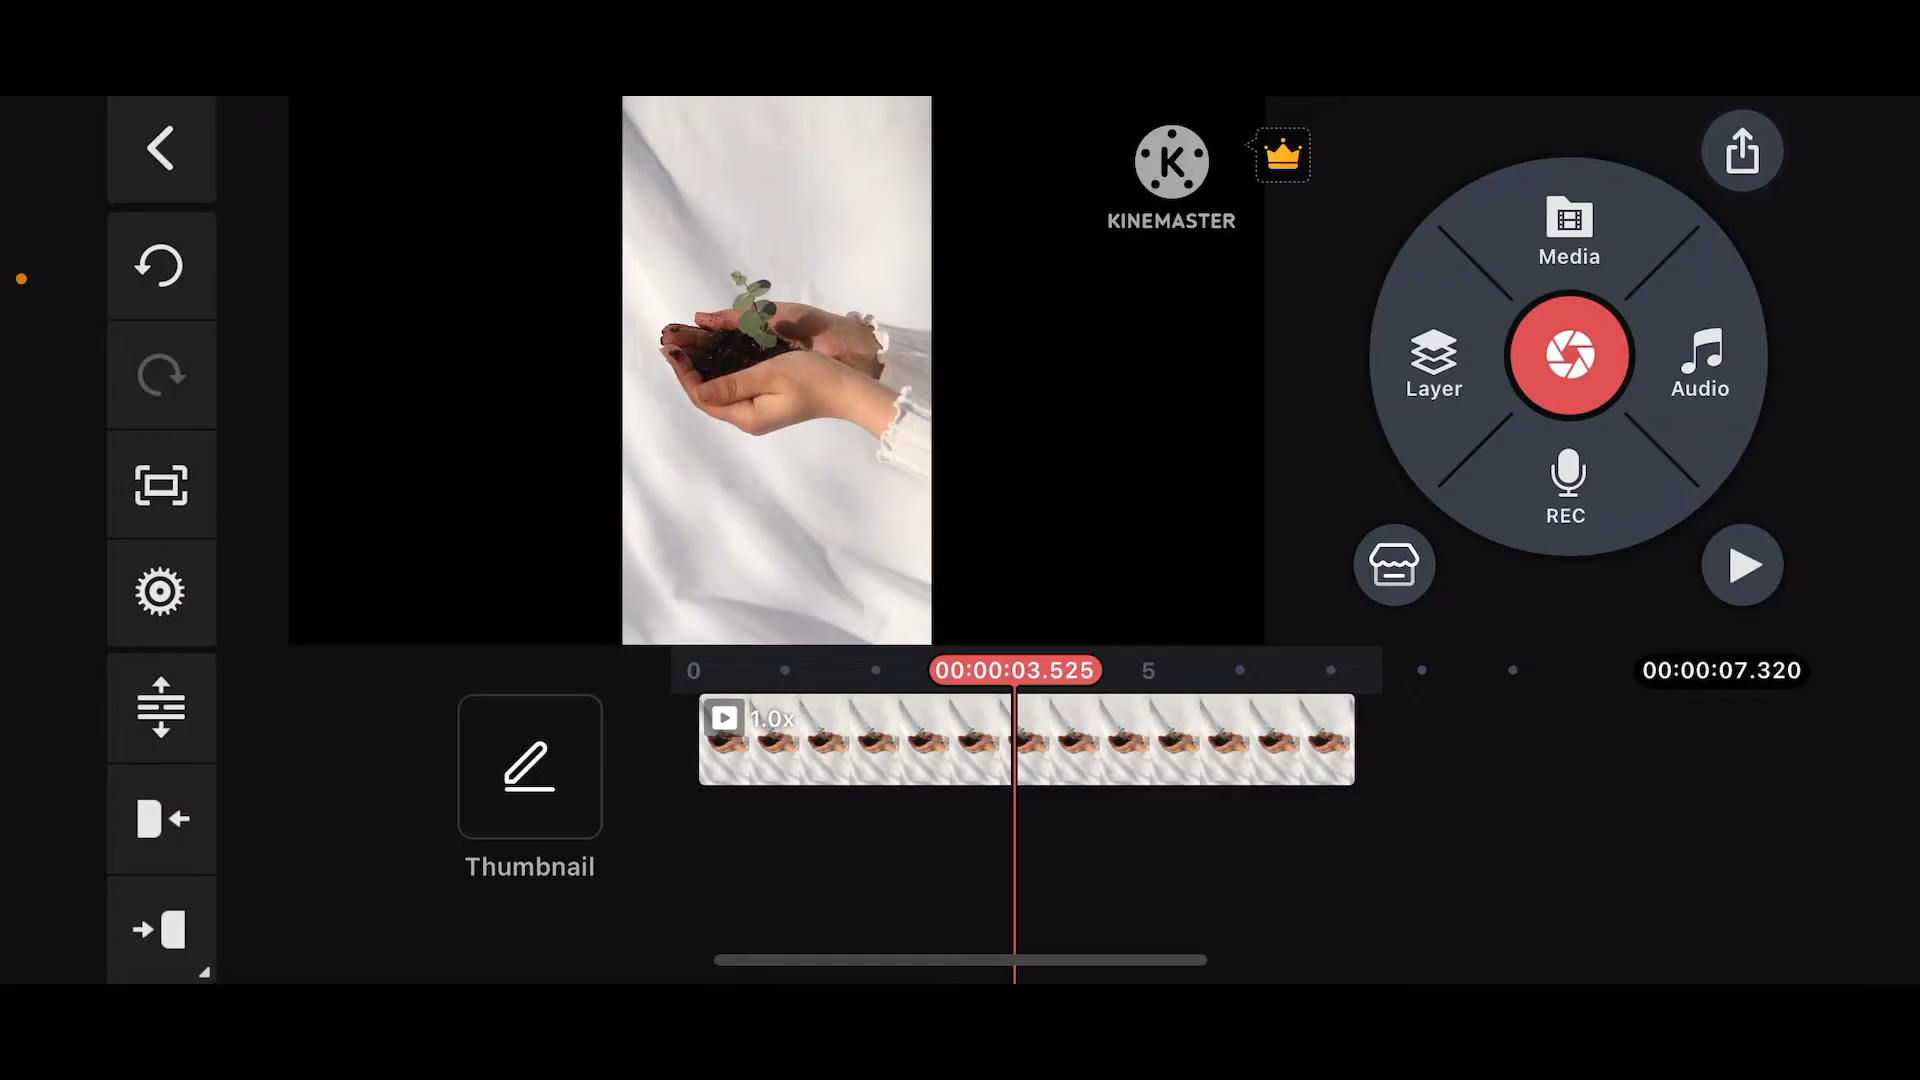 K
KINEMASTER
Media
Layer
Audio
REC
0
00:00:03.525
5
00:00:07.320
1.0x
Thumbnail